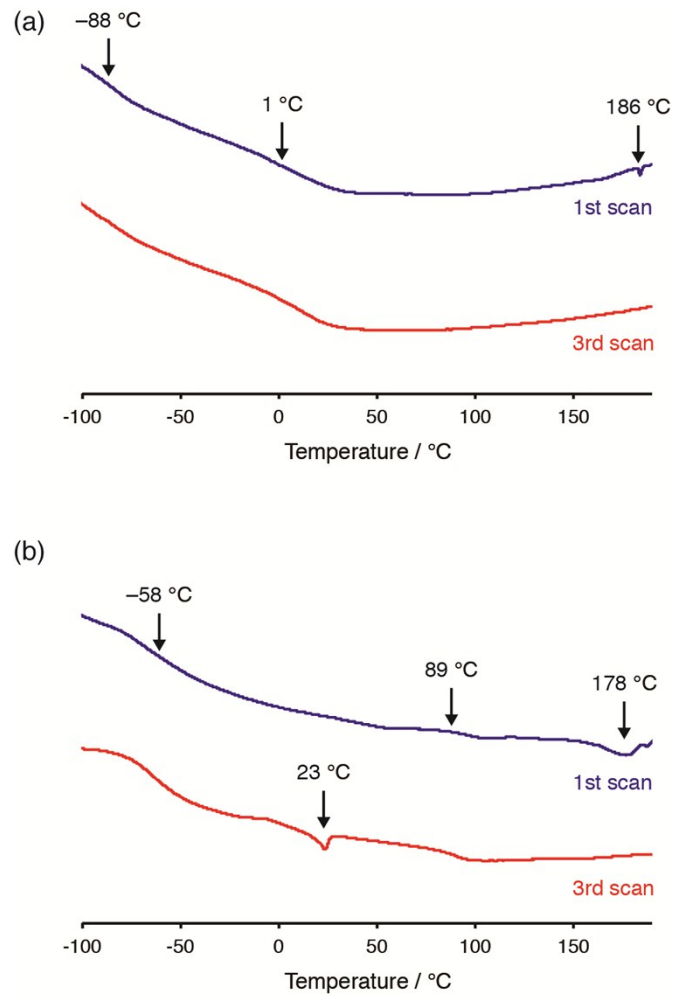 (a)
–88 °C
1 °C
186 °C
1st scan
3rd scan
-100 -50 0 50 100 150
Temperature / °C
(b)
–58 °C
89 °C
178 °C
1st scan
23 °C
3rd scan
-100 -50 0 50 100 150
Temperature / °C